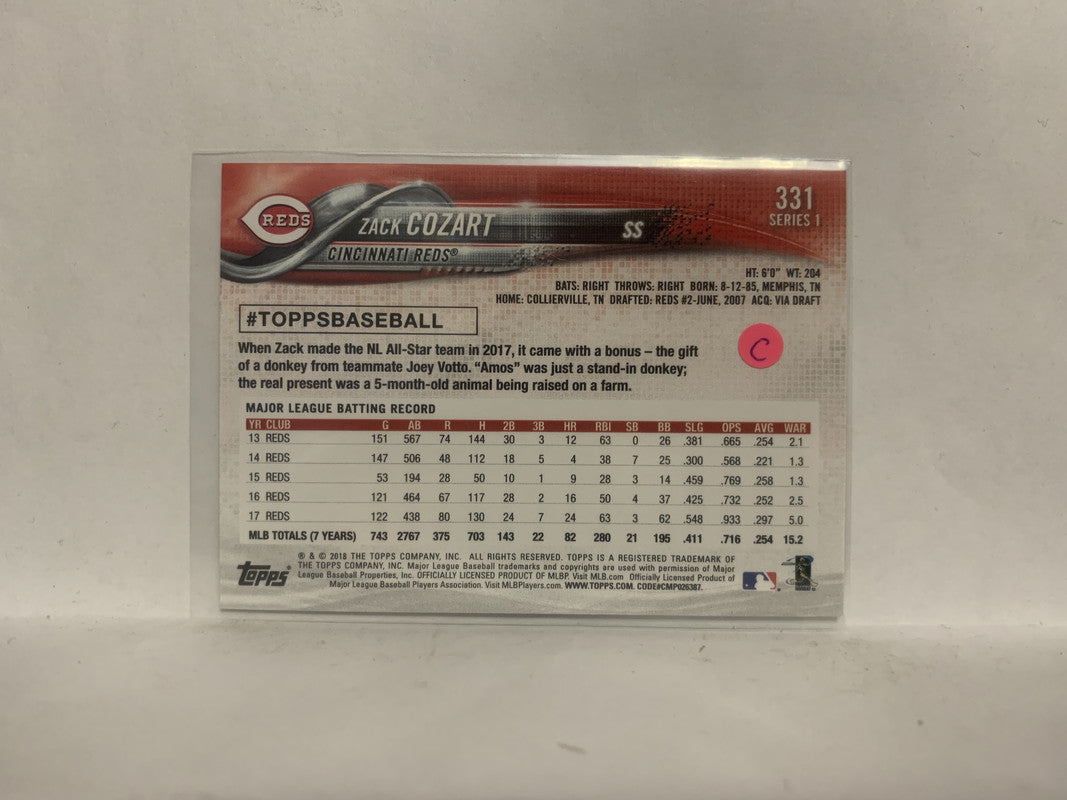 REDS
ZACK COZART
SS
CINCINNATI REDS®
331
SERIES 1
HT: 6'0" WT: 204
BATS: RIGHT THROWS: RIGHT BORN: 8-12-85, MEMPHIS, TN
HOME: COLLIERVILLE, TN DRAFTED: REDS #2-JUNE, 2007 ACQ: VIA DRAFT
#TOPPSBASEBALL
C
When Zack made the NL All-Star team in 2017, it came with a bonus – the gift
of a donkey from teammate Joey Votto. "Amos" was just a stand-in donkey;
the real present was a 5-month-old animal being raised on a farm.
MAJOR LEAGUE BATTING RECORD
YR CLUB G AB R H 2B 3B HR RBI SB BB SLG OPS AVG WAR
13 REDS 151 567 74 144 30 3 12 63 0 26 .381 .665 .254 2.1
14 REDS 147 506 48 112 18 5 4 38 7 25 .300 .568 .221 1.3
15 REDS 53 194 28 50 10 1 9 28 3 14 .459 .769 .258 1.3
16 REDS 121 464 67 117 28 2 16 50 4 37 .425 .732 .252 2.5
17 REDS 122 438 80 130 24 7 24 63 3 62 .548 .933 .297 5.0
MLB TOTALS (7 YEARS) 743 2767 375 703 143 22 82 280 21 195 .411 .716 .254 15.2
® & © 2018 THE TOPPS COMPANY, INC. ALL RIGHTS RESERVED. TOPPS IS A REGISTERED TRADEMARK OF
THE TOPPS COMPANY, INC. Major League Baseball trademarks and copyrights are used with permission of Major
League Baseball Properties, Inc. OFFICIALLY LICENSED PRODUCT OF MLBP. Visit MLB.com Officially Licensed Product of
Major League Baseball Players Association. Visit MLBPlayers.com. WWW.TOPPS.COM. CODE#CMP026387.
Topps®